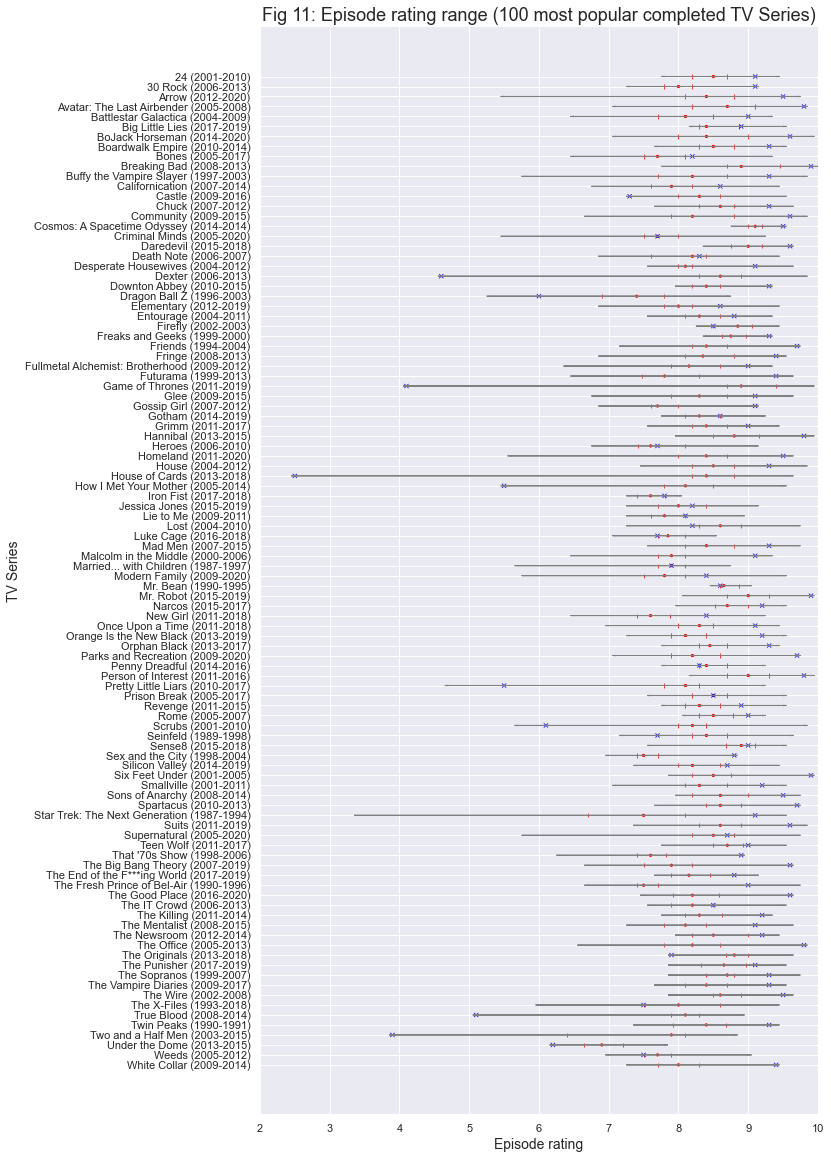 Fig 11: Episode rating range (100 most popular completed TV Series)
24 (2001-2010)
30 Rock (2006-2013)
Arrow (2012-2020)
Avatar: The Last Airbender (2005-2008)
Battlestar Galactica (2004-2009)
Big Little Lies (2017-2019)
BoJack Horseman (2014-2020)
Boardwalk Empire (2010-2014)
Bones (2005-2017)
Breaking Bad (2008-2013)
Buffy the Vampire Slayer (1997-2003)
Californication (2007-2014)
Castle (2009-2016)
Chuck (2007-2012)
Community (2009-2015)
Cosmos: A Spacetime Odyssey (2014-2014)
Criminal Minds (2005-2020)
Daredevil (2015-2018)
Death Note (2006-2007)
Desperate Housewives (2004-2012)
Dexter (2006-2013)
Downton Abbey (2010-2015)
Dragon Ball Z (1996-2003)
Elementary (2012-2019)
Entourage (2004-2011)
Firefly (2002-2003)
Freaks and Geeks (1999-2000)
Friends (1994-2004)
Fringe (2008-2013)
Fullmetal Alchemist: Brotherhood (2009-2012)
Futurama (1999-2013)
Game of Thrones (2011-2019)
Glee (2009-2015)
Gossip Girl (2007-2012)
Gotham (2014-2019)
Grimm (2011-2017)
Hannibal (2013-2015)
Heroes (2006-2010)
Homeland (2011-2020)
House (2004-2012)
House of Cards (2013-2018)
How I Met Your Mother (2005-2014)
Iron Fist (2017-2018)
Jessica Jones (2015-2019)
Lie to Me (2009-2011)
Lost (2004-2010)
Luke Cage (2016-2018)
Mad Men (2007-2015)
Malcolm in the Middle (2000-2006)
Married... with Children (1987-1997)
Modern Family (2009-2020)
Mr. Bean (1990-1995)
Mr. Robot (2015-2019)
Narcos (2015-2017)
New Girl (2011-2018)
Once Upon a Time (2011-2018)
Orange Is the New Black (2013-2019)
Orphan Black (2013-2017)
Parks and Recreation (2009-2020)
Penny Dreadful (2014-2016)
Person of Interest (2011-2016)
Pretty Little Liars (2010-2017)
Prison Break (2005-2017)
Revenge (2011-2015)
Rome (2005-2007)
Scrubs (2001-2010)
Seinfeld (1989-1998)
Sense8 (2015-2018)
Sex and the City (1998-2004)
Silicon Valley (2014-2019)
Six Feet Under (2001-2005)
Smallville (2001-2011)
Sons of Anarchy (2008-2014)
Spartacus (2010-2013)
Star Trek: The Next Generation (1987-1994)
Suits (2011-2019)
Supernatural (2005-2020)
Teen Wolf (2011-2017)
That '70s Show (1998-2006)
The Big Bang Theory (2007-2019)
The End of the F***ing World (2017-2019)
The Fresh Prince of Bel-Air (1990-1996)
The Good Place (2016-2020)
The IT Crowd (2006-2013)
The Killing (2011-2014)
The Mentalist (2008-2015)
The Newsroom (2012-2014)
The Office (2005-2013)
The Originals (2013-2018)
The Punisher (2017-2019)
The Sopranos (1999-2007)
The Vampire Diaries (2009-2017)
The Wire (2002-2008)
The X-Files (1993-2018)
True Blood (2008-2014)
Twin Peaks (1990-1991)
Two and a Half Men (2003-2015)
Under the Dome (2013-2015)
Weeds (2005-2012)
White Collar (2009-2014)
TV Series
2 3 4 5 6 7 8 9 10
Episode rating